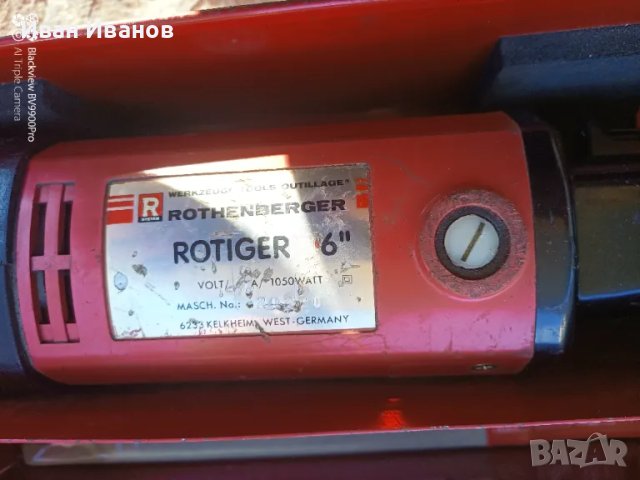 Иван Иванов
AI Triple Camera
Blackview BV9900Pro
WERKZEUGE TOOLS OUTILLAGE
R
ROTHENBERGER
ROTIGER 6"
VOLT/ A/ 1050WATT
MASCH. No.:
6233 KELKHEIM WEST-GERMANY
BAZAR